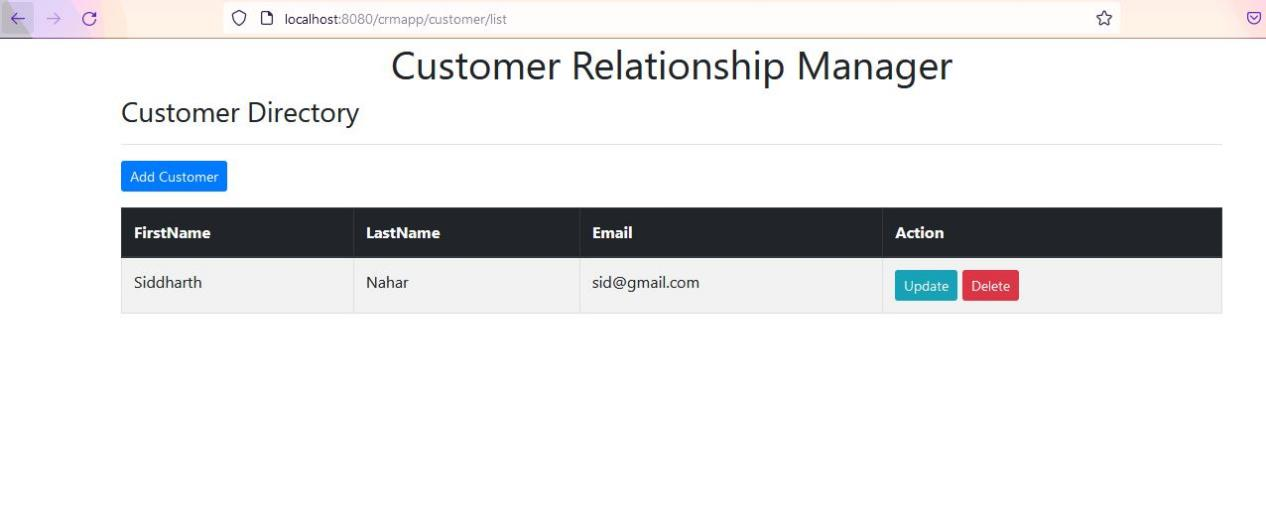 localhost:8080/crmapp/customer/list
Customer Relationship Manager
Customer Directory
Add Customer
FirstName LastName Email Action
Siddharth Nahar sid@gmail.com Update Delete